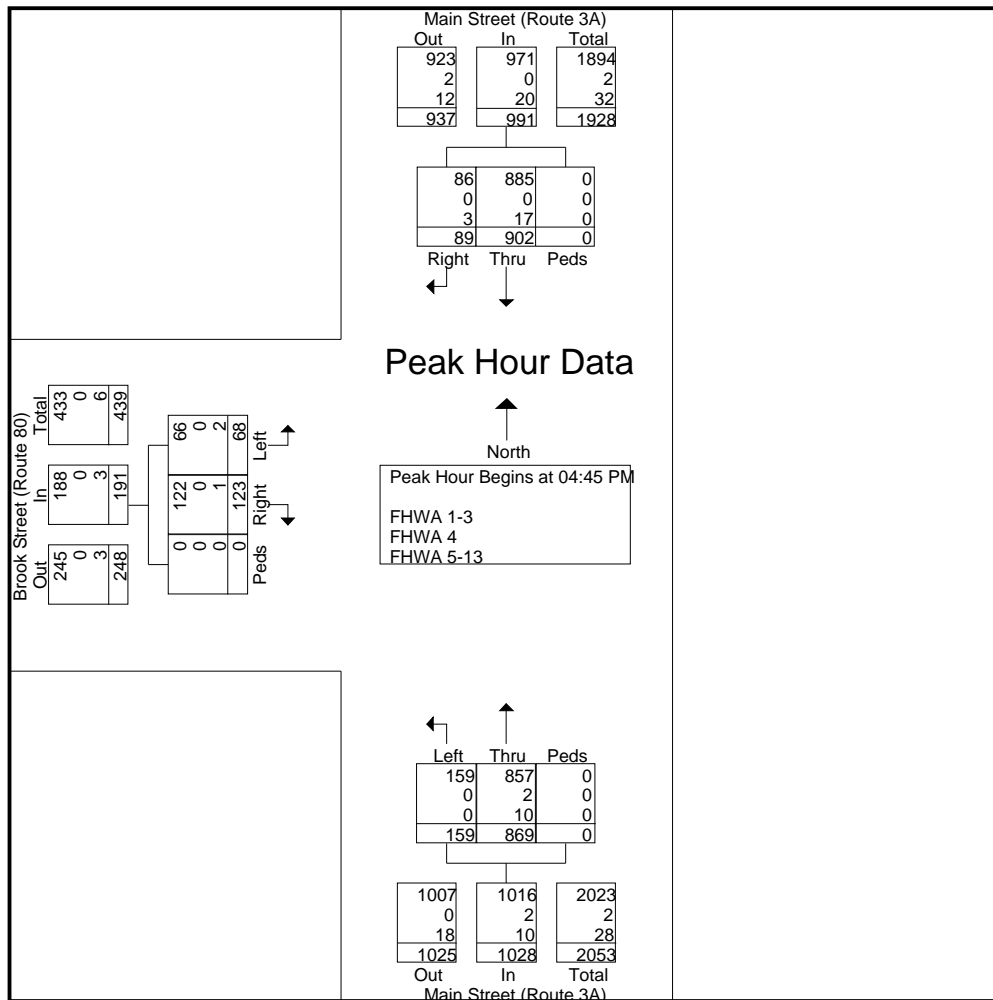 Main Street (Route 3A)
Out In Total
923 971 1894
2 0 2
12 20 32
937 991 1928
86 885 0
0 0 0
3 17 0
89 902 0
Right Thru Peds
Peak Hour Data
North
Peak Hour Begins at 04:45 PM
FHWA 1-3
FHWA 4
FHWA 5-13
Brook Street (Route 80)
Out In Total
245 188 433
0 0 0
3 3 6
248 191 439
0 122 66
0 0 0
0 1 2
0 123 68
Peds Right Left
Left Thru Peds
159 857 0
0 2 0
0 10 0
159 869 0
1007 1016 2023
0 2 2
18 10 28
1025 1028 2053
Out In Total
Main Street (Route 3A)